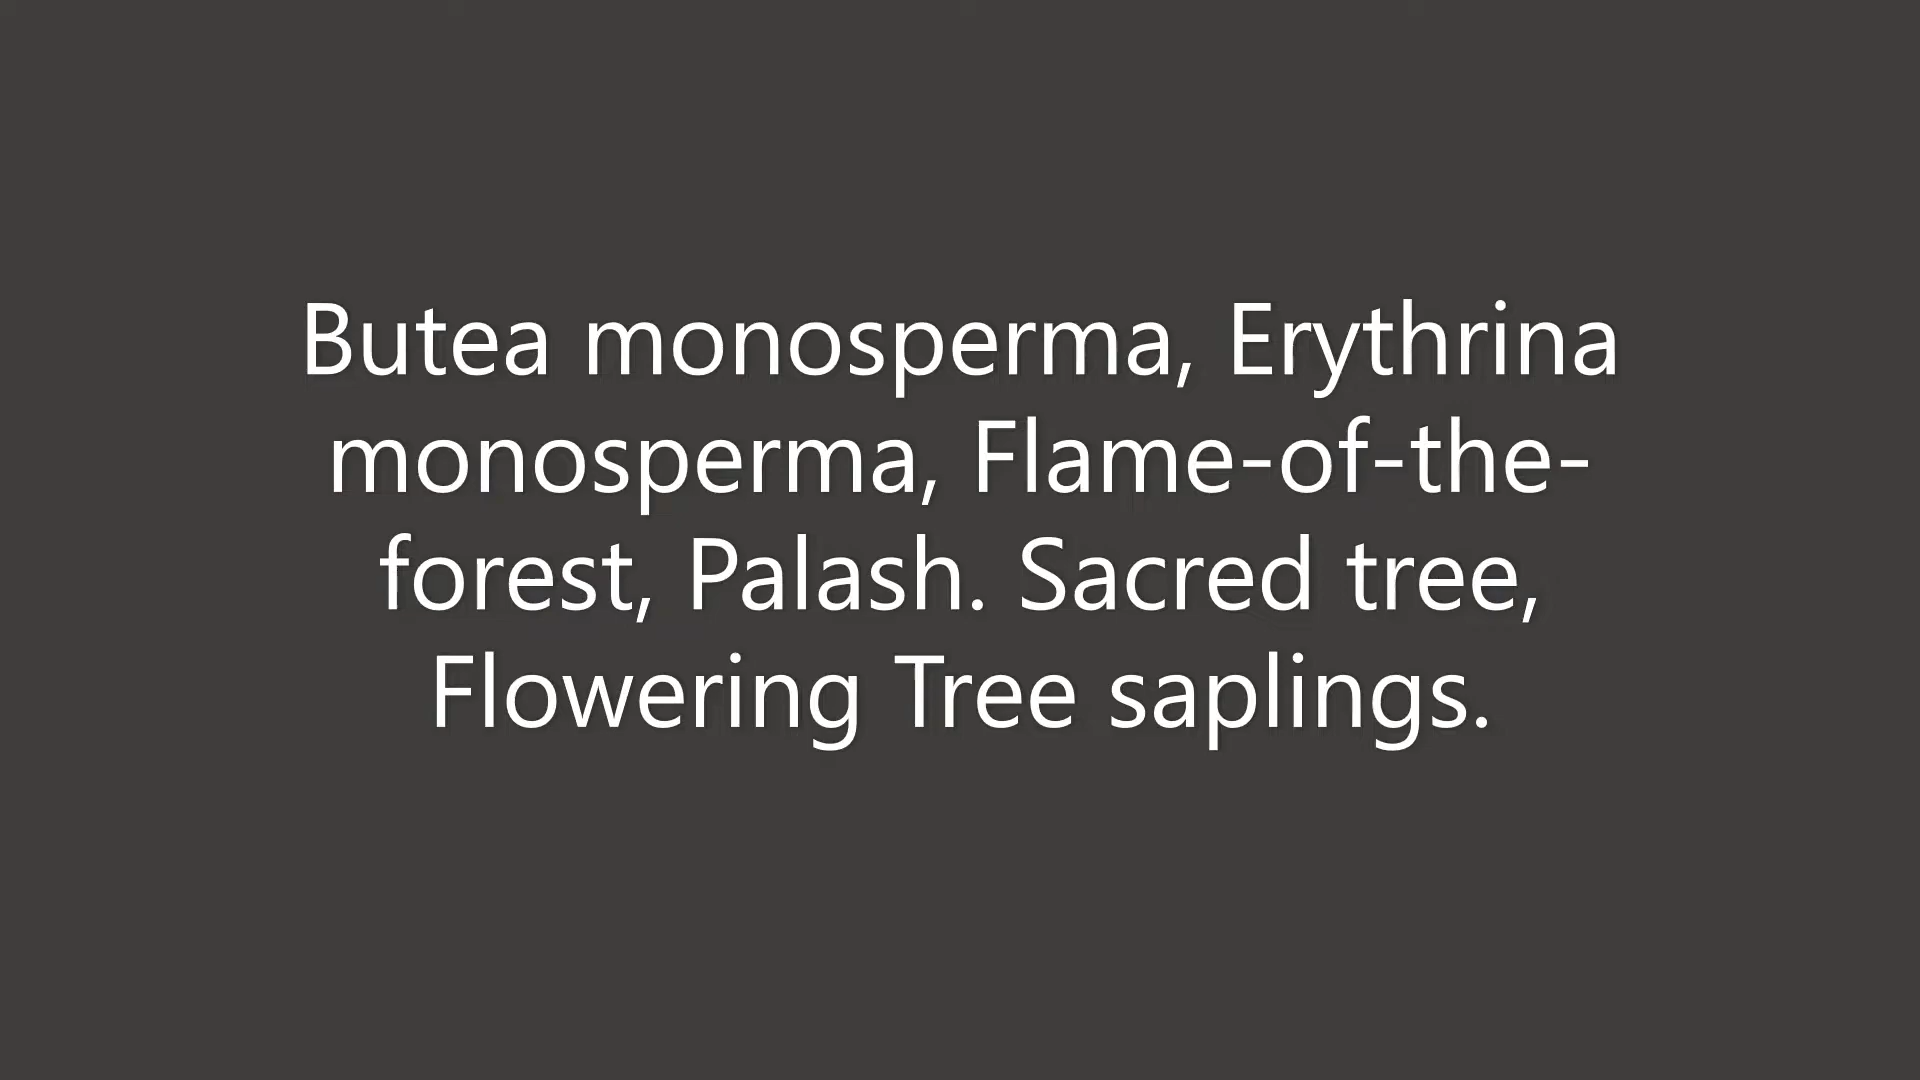 Butea monosperma, Erythrina
monosperma, Flame-of-the-
forest, Palash. Sacred tree,
Flowering Tree saplings.